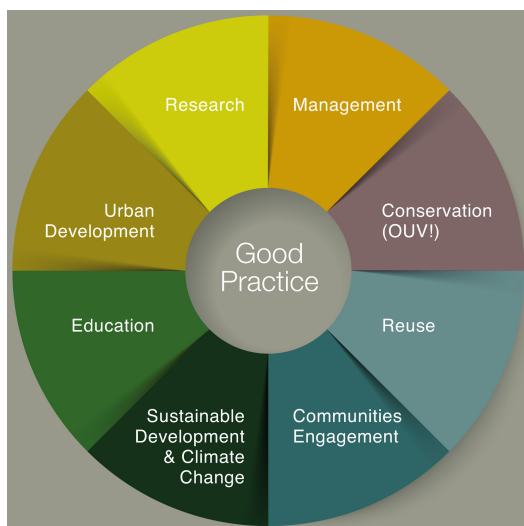 Research
Management
Urban
Development
Conservation
(OUV!)
Good
Practice
Education
Reuse
Sustainable
Development
& Climate
Change
Communities
Engagement